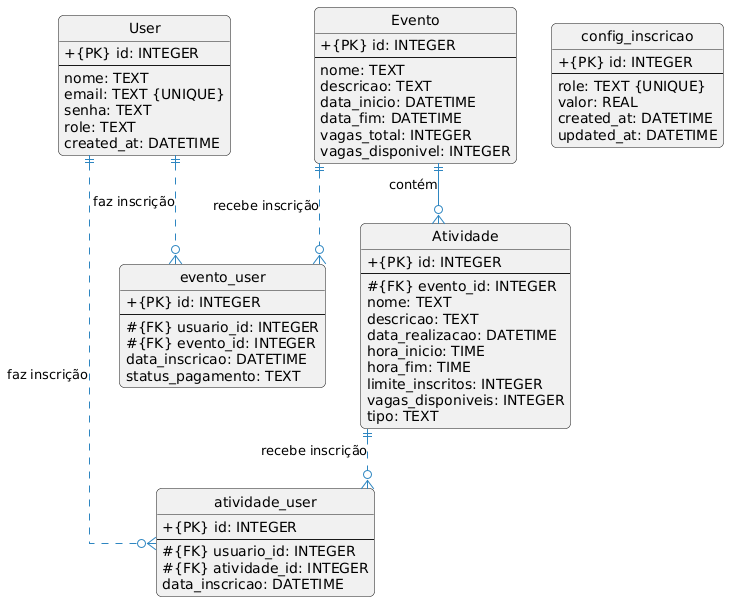 User
+{PK} id: INTEGER
nome: TEXT
email: TEXT {UNIQUE}
senha: TEXT
role: TEXT
created_at: DATETIME
Evento
+{PK} id: INTEGER
nome: TEXT
descricao: TEXT
data_inicio: DATETIME
data_fim: DATETIME
vagas_total: INTEGER
vagas_disponivel: INTEGER
config_inscricao
+{PK} id: INTEGER
role: TEXT {UNIQUE}
valor: REAL
created_at: DATETIME
updated_at: DATETIME
faz inscrição
recebe inscrição
contém
evento_user
+{PK} id: INTEGER
#{FK} usuario_id: INTEGER
#{FK} evento_id: INTEGER
data_inscricao: DATETIME
status_pagamento: TEXT
Atividade
+{PK} id: INTEGER
#{FK} evento_id: INTEGER
nome: TEXT
descricao: TEXT
data_realizacao: DATETIME
hora_inicio: TIME
hora_fim: TIME
limite_inscritos: INTEGER
vagas_disponiveis: INTEGER
tipo: TEXT
faz inscrição
recebe inscrição
atividade_user
+{PK} id: INTEGER
#{FK} usuario_id: INTEGER
#{FK} atividade_id: INTEGER
data_inscricao: DATETIME